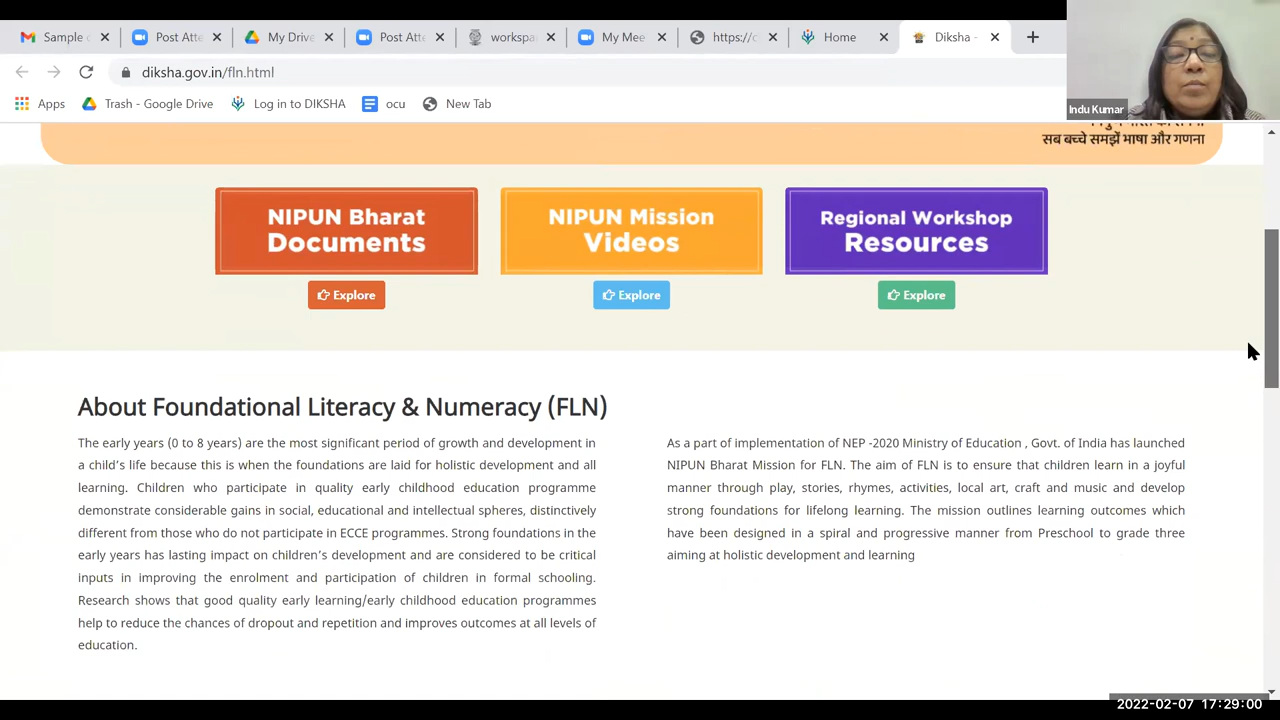 Sample c
Post Atte
My Drive
Post Atte
workspa
My Mee
https://c
Home
Diksha -
diksha.gov.in/fln.html
Apps
Trash - Google Drive
Log in to DIKSHA
ocu
New Tab
Indu Kumar
सब बच्चे समझें भाषा और गणना
NIPUN Bharat
Documents
Explore
NIPUN Mission
Videos
Explore
Regional Workshop
Resources
Explore
About Foundational Literacy & Numeracy (FLN)
The early years (0 to 8 years) are the most significant period of growth and development in
a child's life because this is when the foundations are laid for holistic development and all
learning. Children who participate in quality early childhood education programme
demonstrate considerable gains in social, educational and intellectual spheres, distinctively
different from those who do not participate in ECCE programmes. Strong foundations in the
early years has lasting impact on children's development and are considered to be critical
inputs in improving the enrolment and participation of children in formal schooling.
Research shows that good quality early learning/early childhood education programmes
help to reduce the chances of dropout and repetition and improves outcomes at all levels of
education.
As a part of implementation of NEP -2020 Ministry of Education , Govt. of India has launched
NIPUN Bharat Mission for FLN. The aim of FLN is to ensure that children learn in a joyful
manner through play, stories, rhymes, activities, local art, craft and music and develop
strong foundations for lifelong learning. The mission outlines learning outcomes which
have been designed in a spiral and progressive manner from Preschool to grade three
aiming at holistic development and learning
2022-02-07 17:29:00